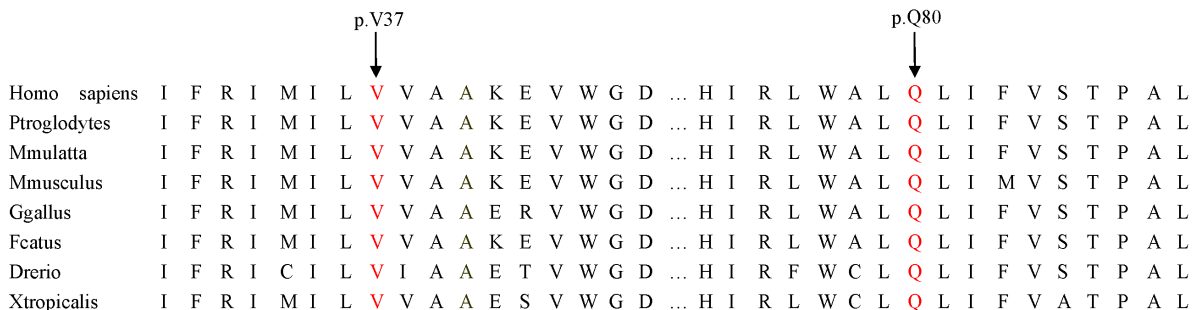 p.V37 p.Q80
Homo sapiens I F R I M I L V V A A K E V W G D ... H I R L W A L Q L I F V S T P A L
Ptroglodytes I F R I M I L V V A A K E V W G D ... H I R L W A L Q L I F V S T P A L
Mmulatta I F R I M I L V V A A K E V W G D ... H I R L W A L Q L I F V S T P A L
Mmusculus I F R I M I L V V A A K E V W G D ... H I R L W A L Q L I M V S T P A L
Ggallus I F R I M I L V V A A E R V W G D ... H I R L W A L Q L I F V S T P A L
Fcatus I F R I M I L V V A A K E V W G D ... H I R L W A L Q L I F V S T P A L
Drerio I F R I C I L V I A A E T V W G D ... H I R F W C L Q L I F V S T P A L
Xtropicalis I F R I M I L V V A A E S V W G D ... H I R L W C L Q L I F V A T P A L